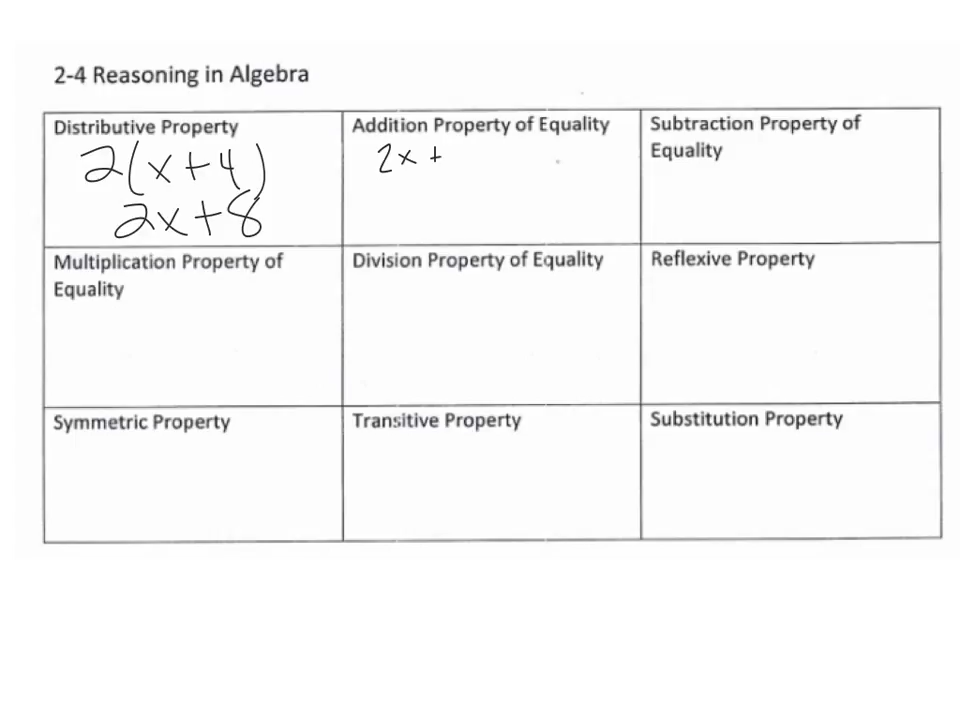 2-4 Reasoning in Algebra
Distributive Property
2(x+4)
2x+8
Addition Property of Equality
2x +
Subtraction Property of
Equality
Multiplication Property of
Equality
Division Property of Equality
Reflexive Property
Symmetric Property
Transitive Property
Substitution Property